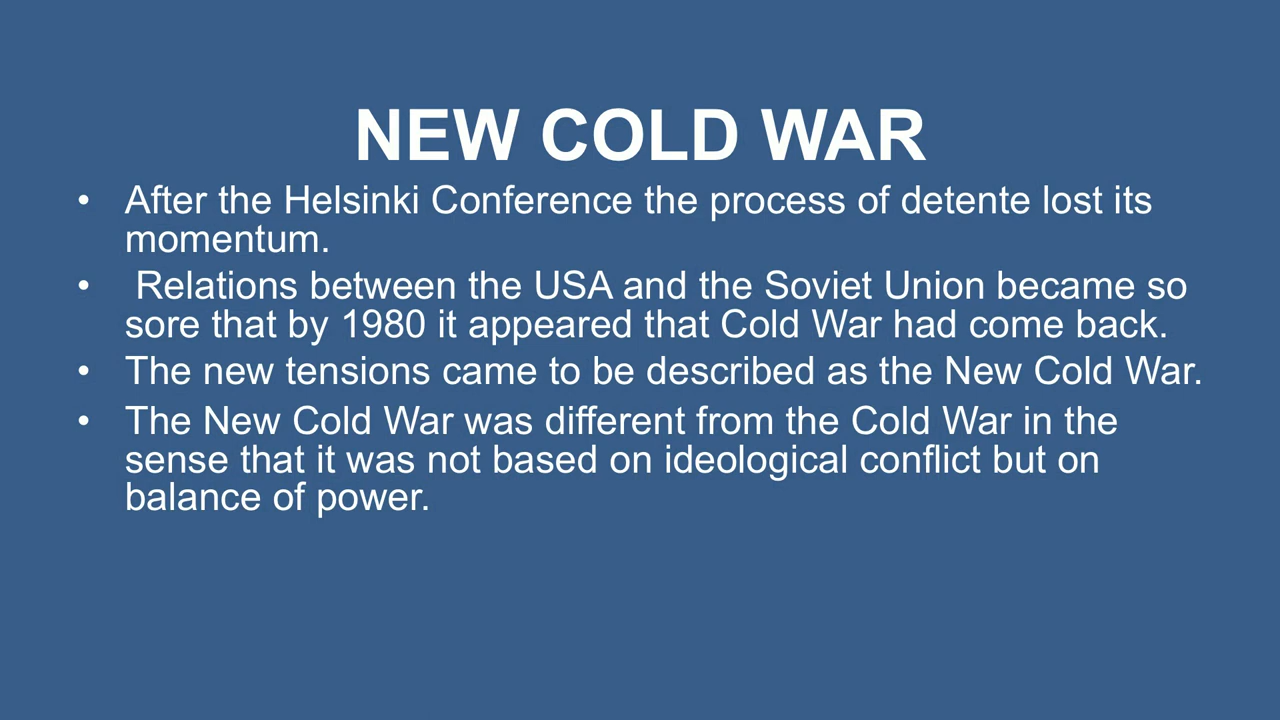 NEW COLD WAR
• After the Helsinki Conference the process of detente lost its
momentum.
• Relations between the USA and the Soviet Union became so
sore that by 1980 it appeared that Cold War had come back.
• The new tensions came to be described as the New Cold War.
• The New Cold War was different from the Cold War in the
sense that it was not based on ideological conflict but on
balance of power.